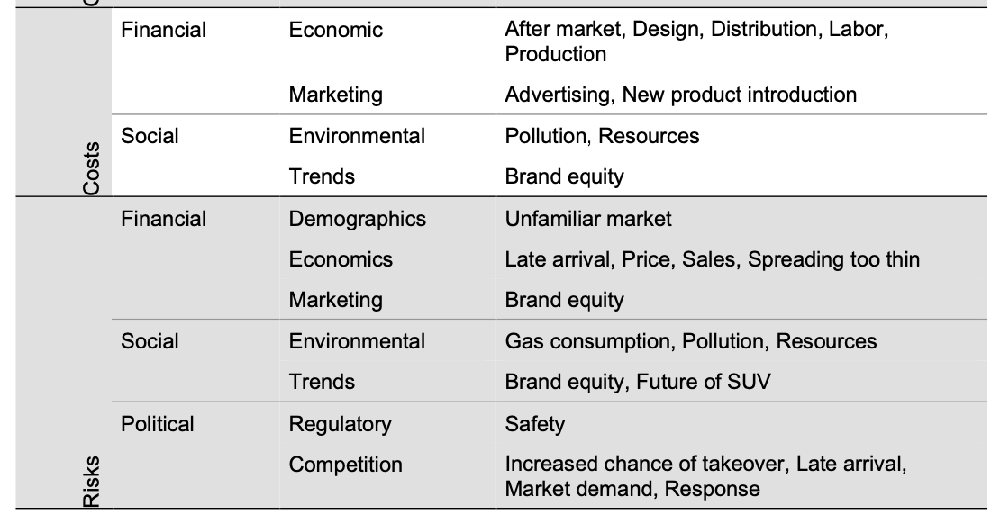 Financial Economic After market, Design, Distribution, Labor,
Production
Marketing Advertising, New product introduction
Social Environmental Pollution, Resources
Trends Brand equity
Costs
Financial Demographics Unfamiliar market
Economics Late arrival, Price, Sales, Spreading too thin
Marketing Brand equity
Social Environmental Gas consumption, Pollution, Resources
Trends Brand equity, Future of SUV
Political Regulatory Safety
Competition Increased chance of takeover, Late arrival,
Market demand, Response
Risks